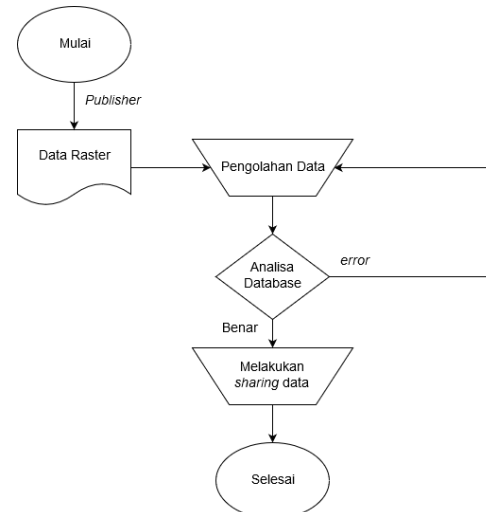 Mulai
Publisher
Data Raster
Pengolahan Data
Analisa
Database
error
Benar
Melakukan
sharing data
Selesai